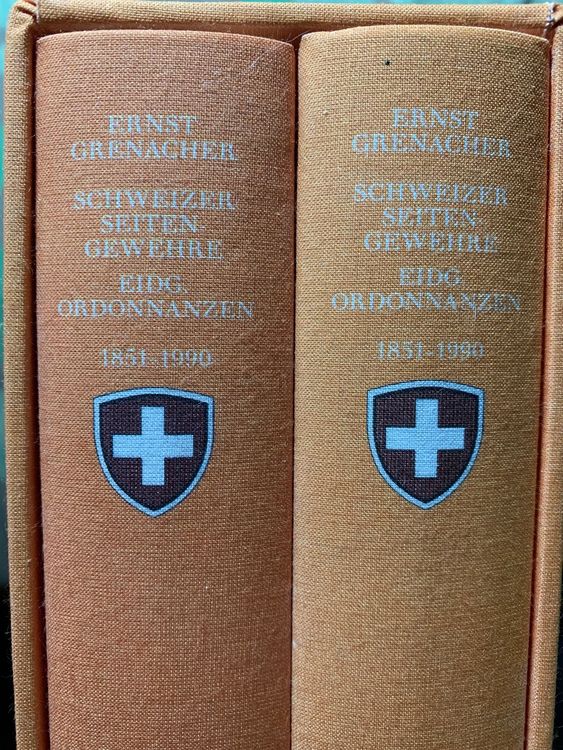 ERNST
GRENACHER
SCHWEIZER
SEITEN
GEWEHRE
EIDG.
ORDONNANZEN
1851-1990
ERNST
GRENACHER
SCHWEIZER
SEITEN
GEWEHRE
EIDG.
ORDONNANZEN
1851-1990